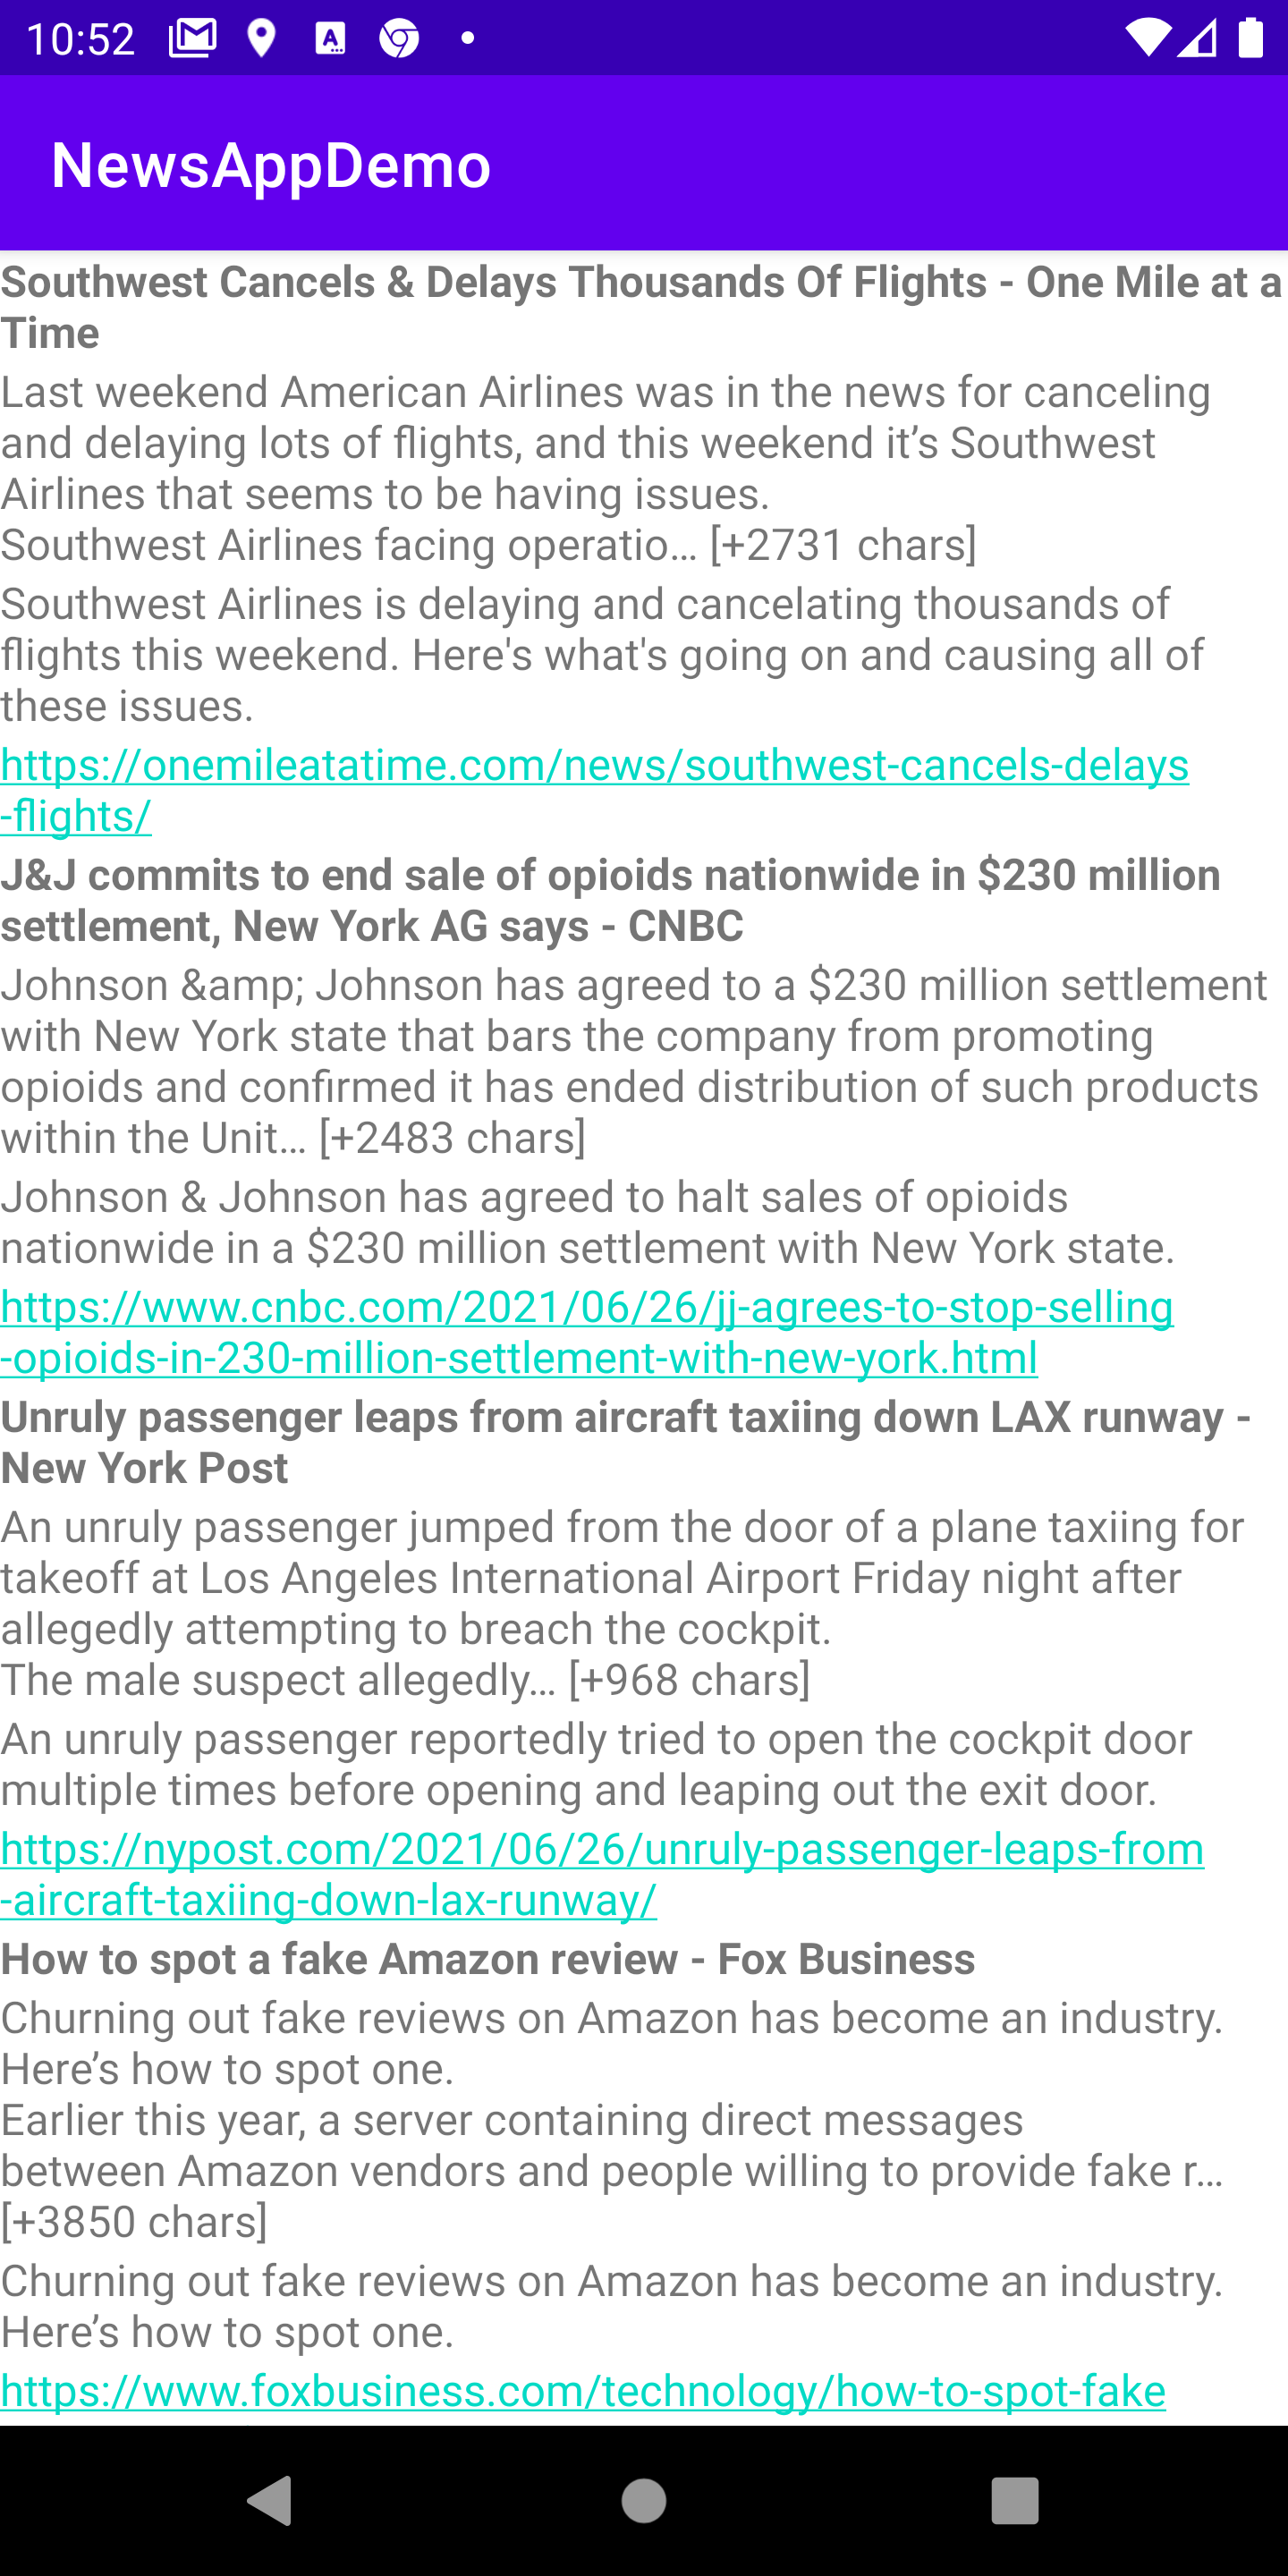 10:52
NewsAppDemo
Southwest Cancels & Delays Thousands Of Flights - One Mile at a
Time
Last weekend American Airlines was in the news for canceling
and delaying lots of flights, and this weekend it’s Southwest
Airlines that seems to be having issues.
Southwest Airlines facing operatio… [+2731 chars]
Southwest Airlines is delaying and cancelating thousands of
flights this weekend. Here's what's going on and causing all of
these issues.
https://onemileatatime.com/news/southwest-cancels-delays
-flights/
J&J commits to end sale of opioids nationwide in $230 million
settlement, New York AG says - CNBC
Johnson &amp; Johnson has agreed to a $230 million settlement
with New York state that bars the company from promoting
opioids and confirmed it has ended distribution of such products
within the Unit… [+2483 chars]
Johnson & Johnson has agreed to halt sales of opioids
nationwide in a $230 million settlement with New York state.
https://www.cnbc.com/2021/06/26/jj-agrees-to-stop-selling
-opioids-in-230-million-settlement-with-new-york.html
Unruly passenger leaps from aircraft taxiing down LAX runway -
New York Post
An unruly passenger jumped from the door of a plane taxiing for
takeoff at Los Angeles International Airport Friday night after
allegedly attempting to breach the cockpit.
The male suspect allegedly… [+968 chars]
An unruly passenger reportedly tried to open the cockpit door
multiple times before opening and leaping out the exit door.
https://nypost.com/2021/06/26/unruly-passenger-leaps-from
-aircraft-taxiing-down-lax-runway/
How to spot a fake Amazon review - Fox Business
Churning out fake reviews on Amazon has become an industry.
Here’s how to spot one.
Earlier this year, a server containing direct messages
between Amazon vendors and people willing to provide fake r…
[+3850 chars]
Churning out fake reviews on Amazon has become an industry.
Here’s how to spot one.
https://www.foxbusiness.com/technology/how-to-spot-fake